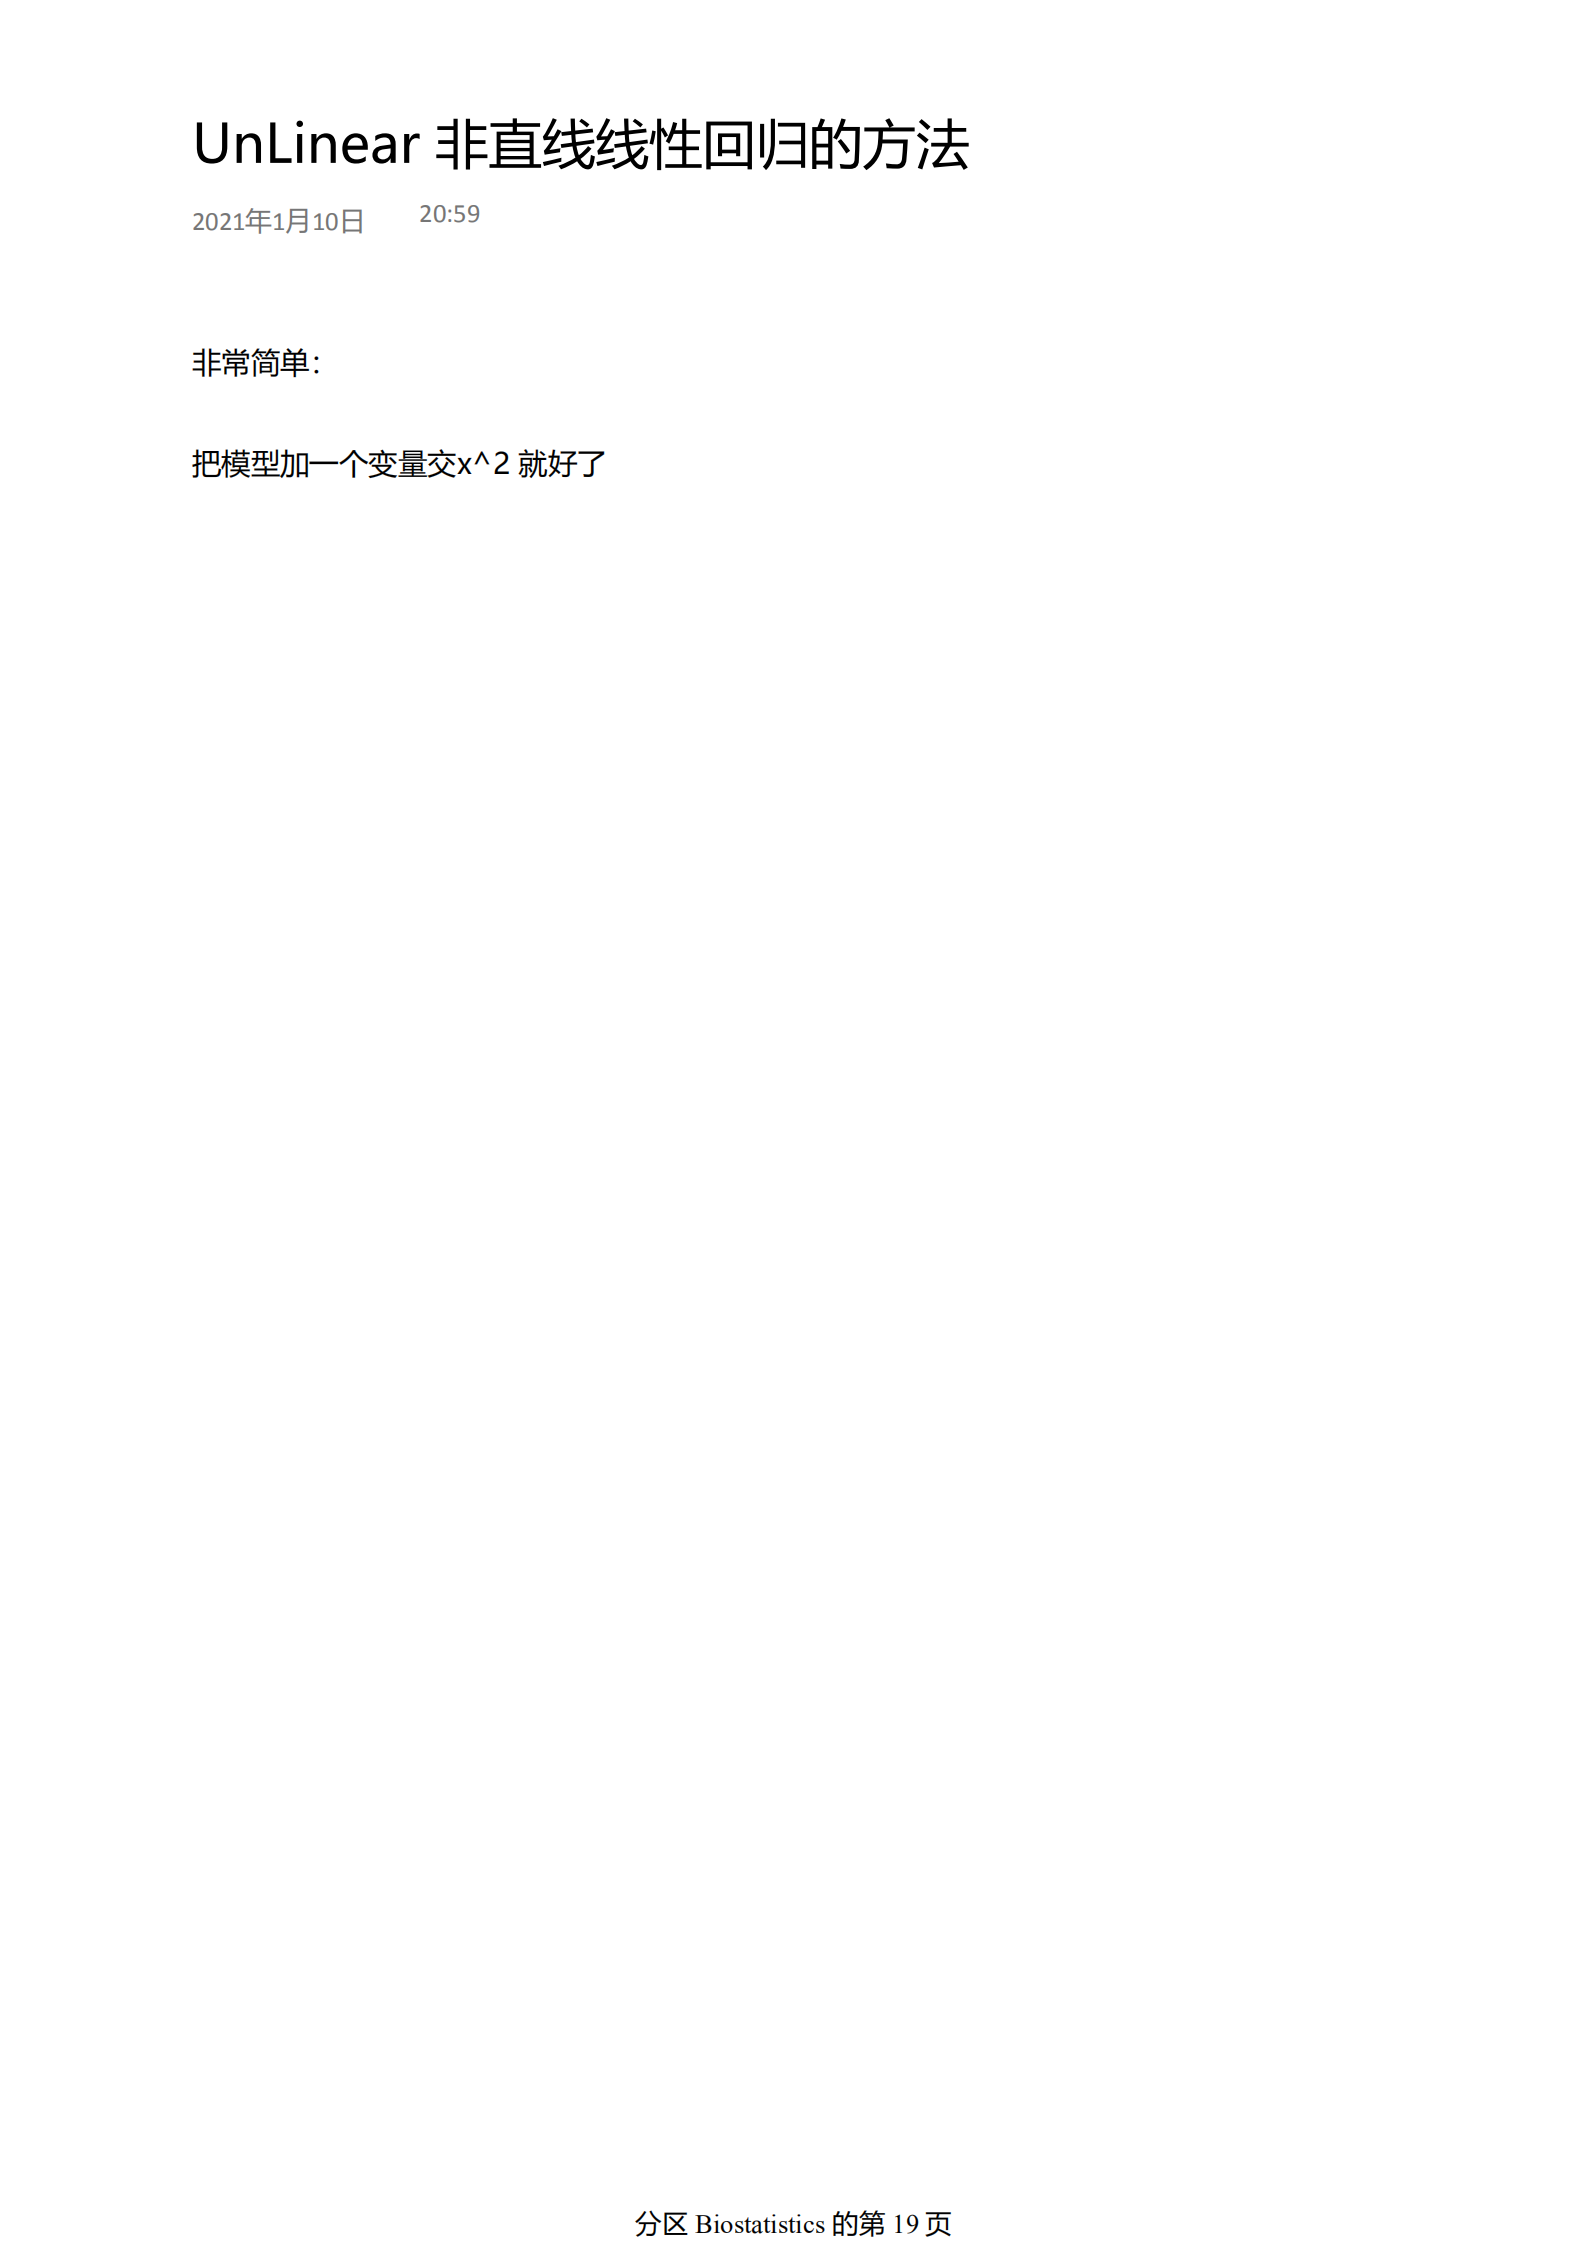 UnLinear 非直线线性回归的方法
2021年1月10日 20:59
非常简单：
把模型加一个变量交x^2 就好了
分区 Biostatistics 的第 19 页